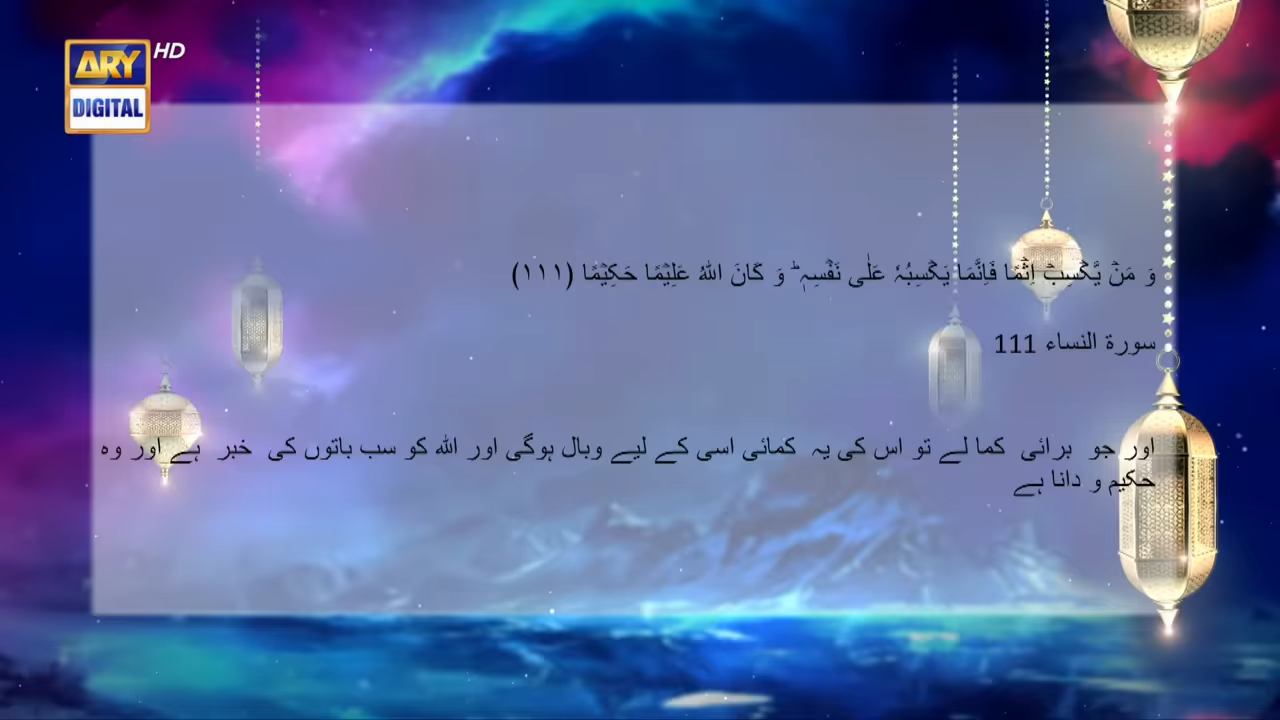 ARY
HD
DIGITAL
وَ مَنۡ یَّکۡسِبۡ اِثۡمًا فَاِنَّمَا یَکۡسِبُہٗ عَلٰی نَفۡسِہٖ ؕ وَ کَانَ اللّٰہُ عَلِیۡمًا حَکِیۡمًا (۱۱۱)
سورة النساء 111
اور جو برائی کما لے تو اس کی یہ کمائی اسی کے لیے وبال ہوگی اور اللہ کو سب باتوں کی خبر ہے اور وہ
حکیم و دانا ہے